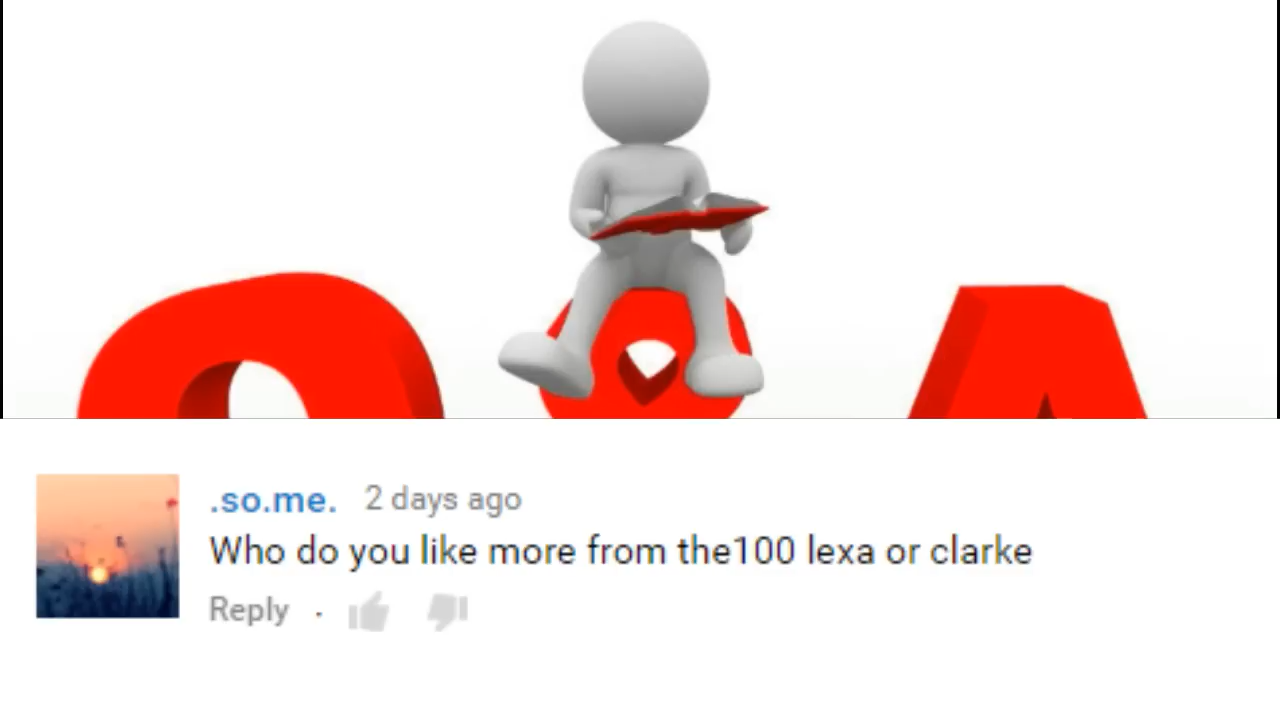 Q & A
.so.me. 2 days ago
Who do you like more from the100 lexa or clarke
Reply ·